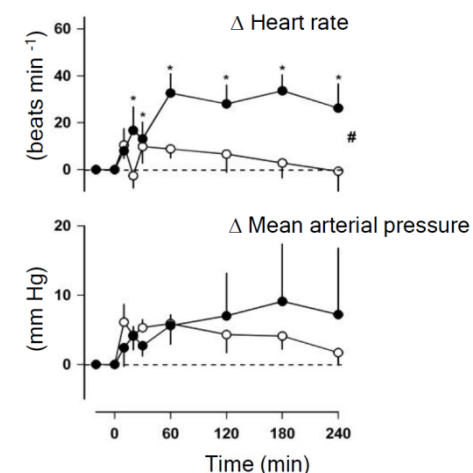 Δ Heart rate
60
40
20
0
(beats min -1)
* * * * * *
#
Δ Mean arterial pressure
20
10
0
(mm Hg)
0 60 120 180 240
Time (min)